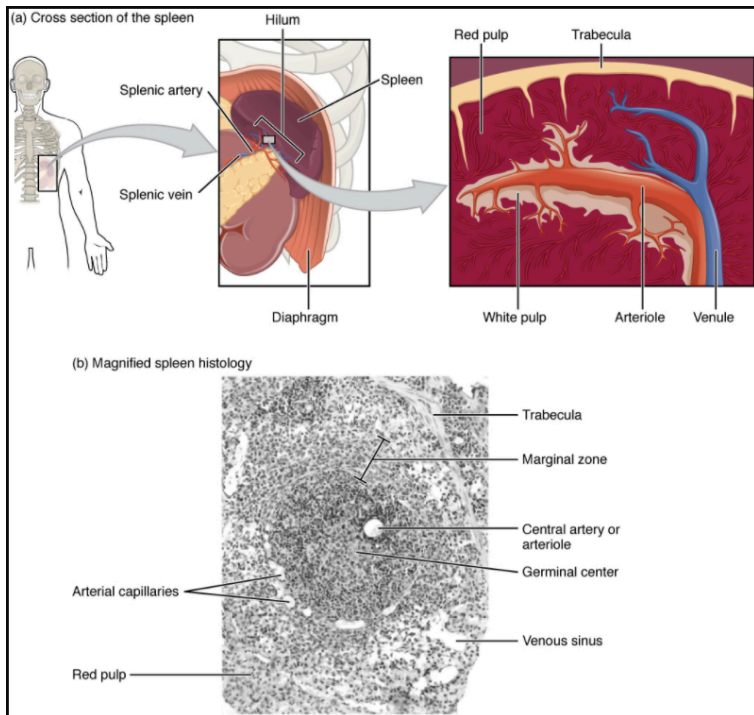 (a) Cross section of the spleen
Hilum
Splenic artery
Spleen
Splenic vein
Diaphragm
Red pulp
Trabecula
White pulp
Arteriole
Venule
(b) Magnified spleen histology
Trabecula
Marginal zone
Central artery or
arteriole
Germinal center
Arterial capillaries
Venous sinus
Red pulp